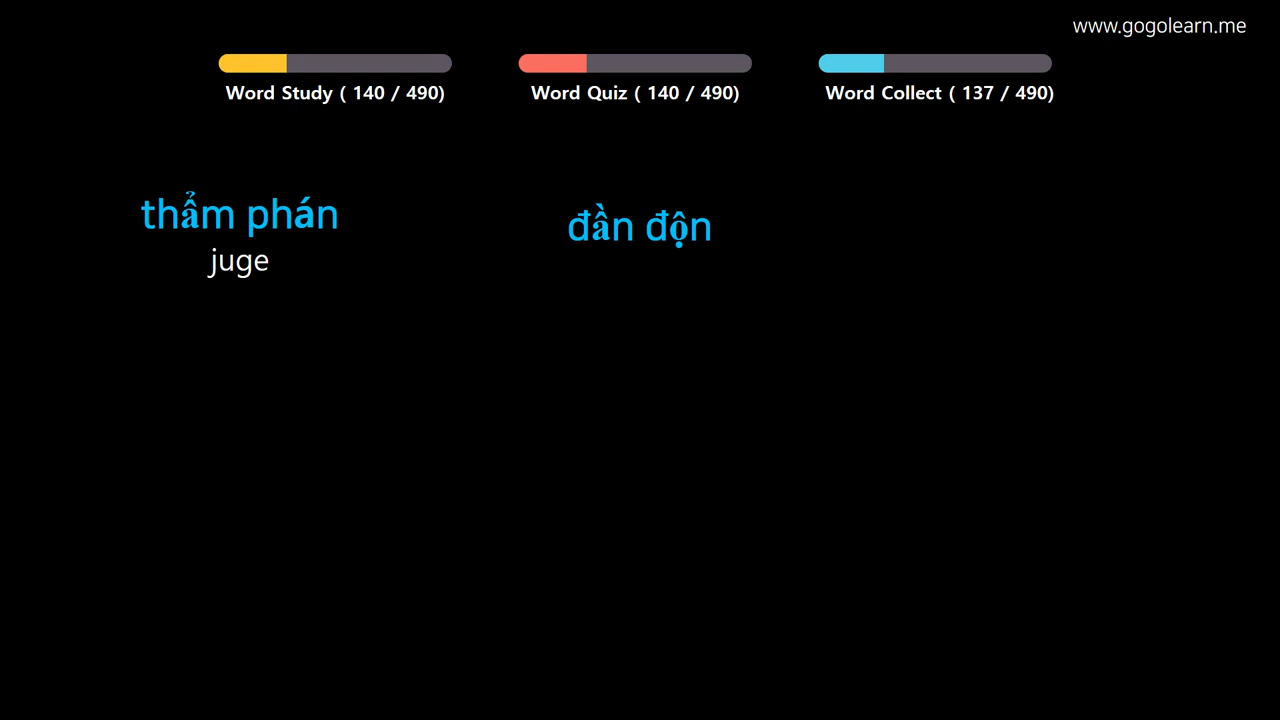 www.gogolearn.me
Word Study ( 140 / 490)
Word Quiz ( 140 / 490)
Word Collect ( 137 / 490)
thẩm phán
juge
đần độn